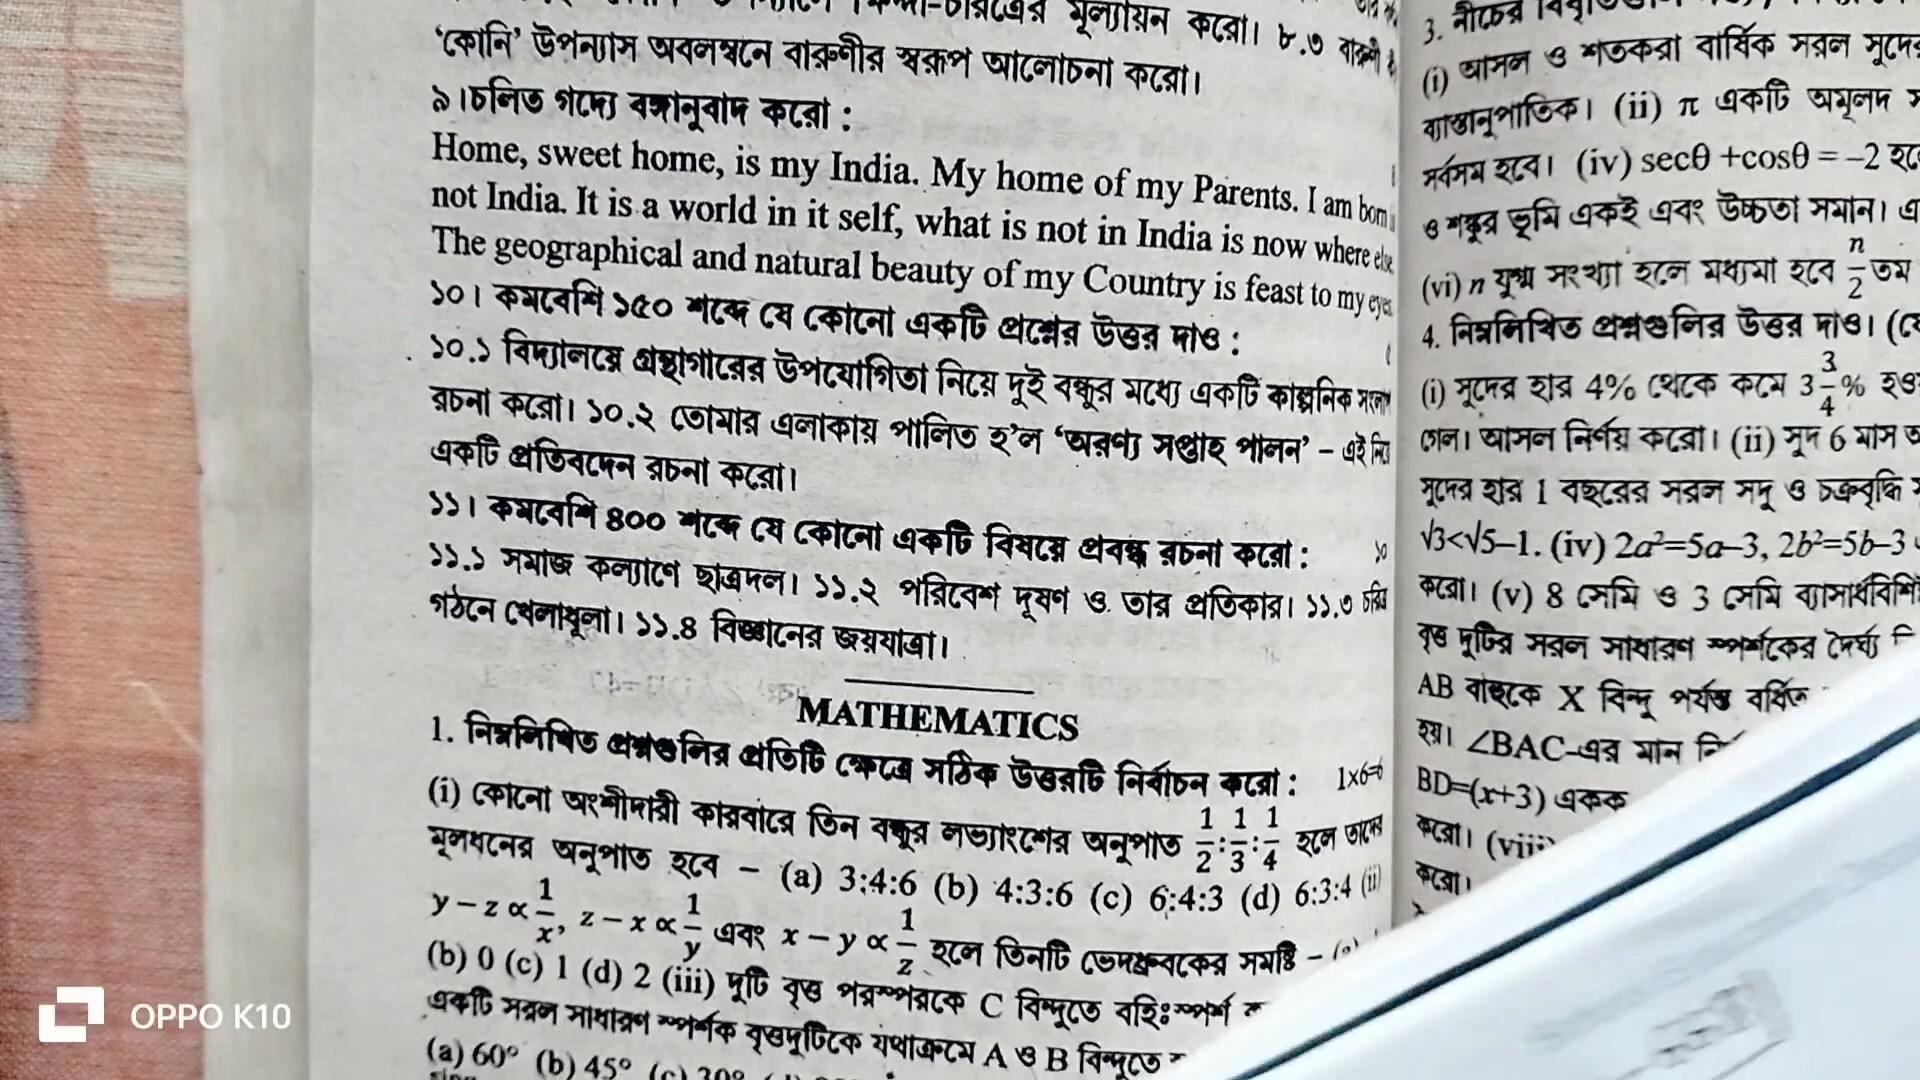 মূল্যায়ন করো। ৮.৩ বারুণী
'কোনি' উপন্যাস অবলম্বনে বারুণীর স্বরূপ আলোচনা করো।
৯।চলিত গদ্যে বঙ্গানুবাদ করো :
Home, sweet home, is my India. My home of my Parents. I am born
not India. It is a world in it self, what is not in India is now where else
The geographical and natural beauty of my Country is feast to my eyes
১০। কমবেশি ১৫০ শব্দে যে কোনো একটি প্রশ্নের উত্তর দাও :
১০.১ বিদ্যালয়ে গ্রন্থাগারের উপযোগিতা নিয়ে দুই বন্ধুর মধ্যে একটি কাল্পনিক সংলাপ
রচনা করো। ১০.২ তোমার এলাকায় পালিত হ'ল 'অরণ্য সপ্তাহ পালন' – এই নিয়ে
একটি প্রতিবদেন রচনা করো।
১১। কমবেশি ৪০০ শব্দে যে কোনো একটি বিষয়ে প্রবন্ধ রচনা করো : ১০
১১.১ সমাজ কল্যাণে ছাত্রদল। ১১.২ পরিবেশ দূষণ ও তার প্রতিকার। ১১.৩ চরিত্র
গঠনে খেলাধূলা। ১১.৪ বিজ্ঞানের জয়যাত্রা।
MATHEMATICS
1. নিম্নলিখিত প্রশ্নগুলির প্রতিটি ক্ষেত্রে সঠিক উত্তরটি নির্বাচন করো : 1×6=6
(i) কোনো অংশীদারী কারবারে তিন বন্ধুর লভ্যাংশের অনুপাত 1/2:1/3:1/4 হলে তাদের
মূলধনের অনুপাত হবে – (a) 3:4:6 (b) 4:3:6 (c) 6:4:3 (d) 6:3:4 (ii)
y – z ∝ 1/x, z – x ∝ 1/y এবং x – y ∝ 1/z হলে তিনটি ভেদধ্রুবকের সমষ্টি –
(b) 0 (c) 1 (d) 2 (iii) দুটি বৃত্ত পরস্পরকে C বিন্দুতে বহিঃস্পর্শ
একটি সরল সাধারণ স্পর্শক বৃত্তদুটিকে যথাক্রমে A ও B বিন্দুতে
(a) 60° (b) 45°
3. নীচের
(i) আসল ও শতকরা বার্ষিক সরল সুদের
ব্যাস্তানুপাতিক। (ii) π একটি অমূলদ
সর্বসম হবে। (iv) secθ +cosθ = –2 হলে
ও শঙ্কুর ভূমি একই এবং উচ্চতা সমান।
(vi) n যুগ্ম সংখ্যা হলে মধ্যমা হবে n/2 তম
4. নিম্নলিখিত প্রশ্নগুলির উত্তর দাও।
(i) সুদের হার 4% থেকে কমে 3 3/4%
গেল। আসল নির্ণয় করো। (ii) সুদ 6 মাস
সুদের হার 1 বছরের সরল সদু ও চক্রবৃদ্ধি
√3<√5–1. (iv) 2a²=5a–3, 2b²=5b–3
করো। (v) 8 সেমি ও 3 সেমি ব্যাসার্ধবিশি
বৃত্ত দুটির সরল সাধারণ স্পর্শকের দৈর্ঘ্য
AB বাহুকে X বিন্দু পর্যন্ত বর্ধিত
হয়। ∠BAC-এর মান
BD=(x+3) একক
করো। (viii)
করো।
OPPO K10